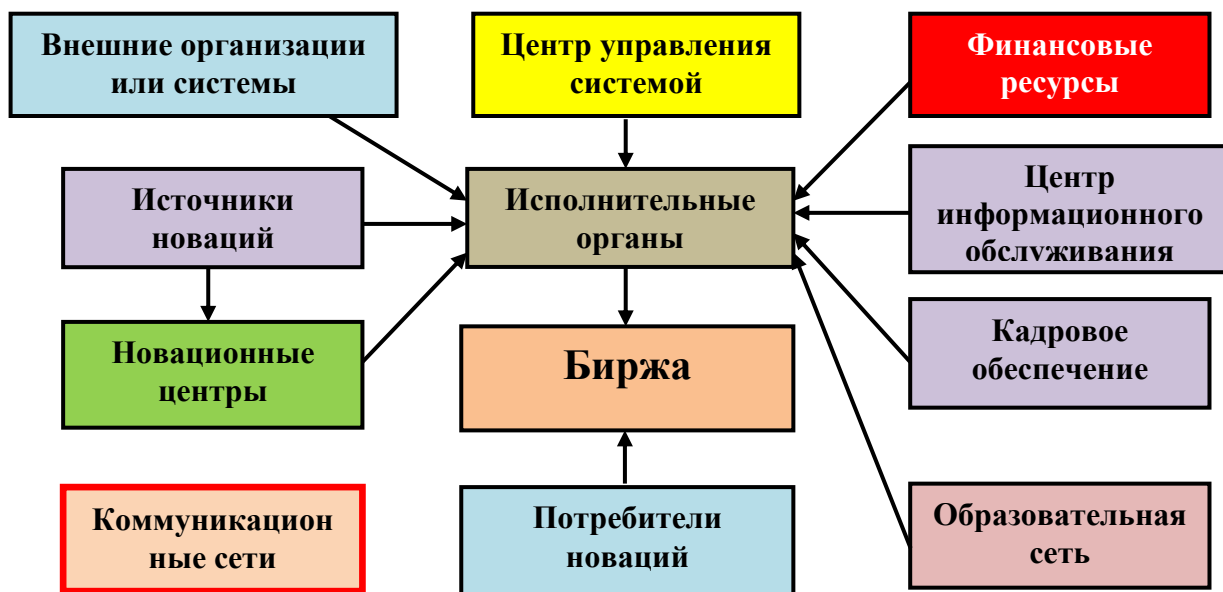 Внешние организации
или системы
Центр управления
системой
Финансовые
ресурсы
Источники
новаций
Исполнительные
органы
Центр
информационного
обслуживания
Новационные
центры
Биржа
Кадровое
обеспечение
Коммуникацион
ные сети
Потребители
новаций
Образовательная
сеть